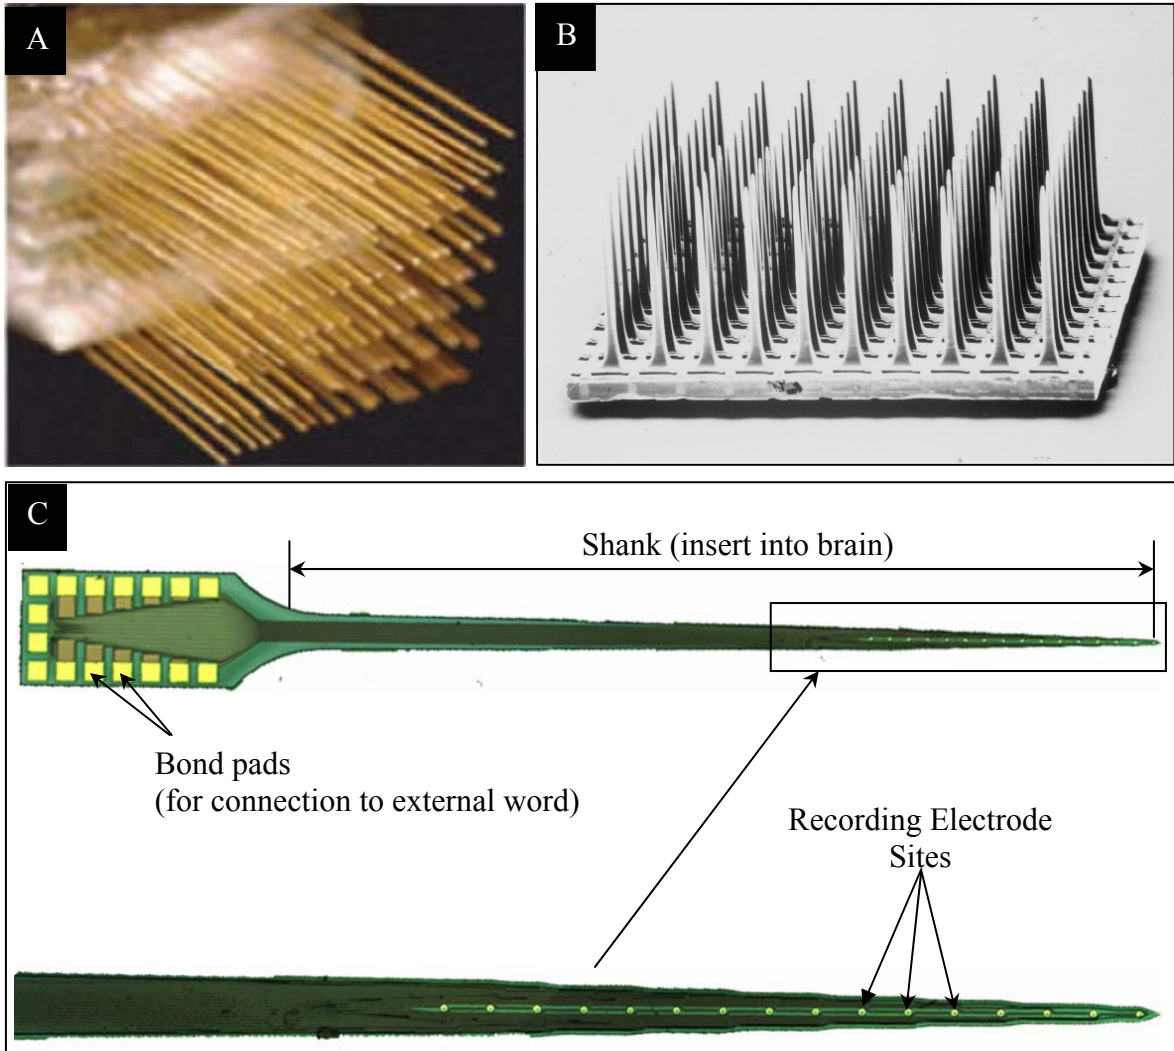 A
B
C
Shank (insert into brain)
Bond pads
(for connection to external word)
Recording Electrode
Sites